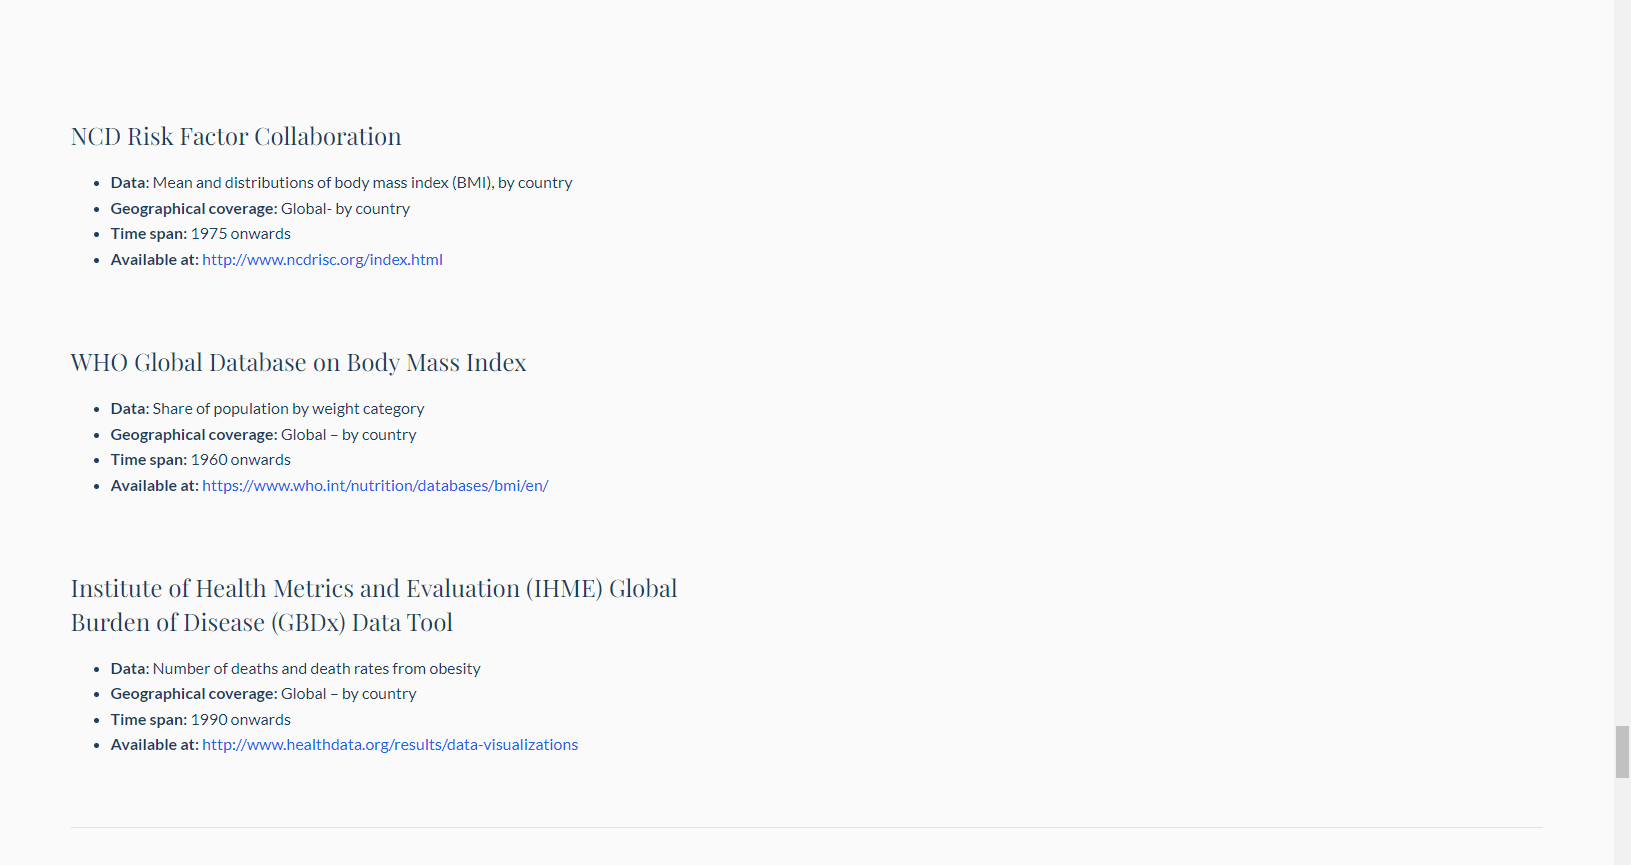 NCD Risk Factor Collaboration
• Data: Mean and distributions of body mass index (BMI), by country
• Geographical coverage: Global- by country
• Time span: 1975 onwards
• Available at: http://www.ncdrisc.org/index.html
WHO Global Database on Body Mass Index
• Data: Share of population by weight category
• Geographical coverage: Global – by country
• Time span: 1960 onwards
• Available at: https://www.who.int/nutrition/databases/bmi/en/
Institute of Health Metrics and Evaluation (IHME) Global
Burden of Disease (GBDx) Data Tool
• Data: Number of deaths and death rates from obesity
• Geographical coverage: Global – by country
• Time span: 1990 onwards
• Available at: http://www.healthdata.org/results/data-visualizations